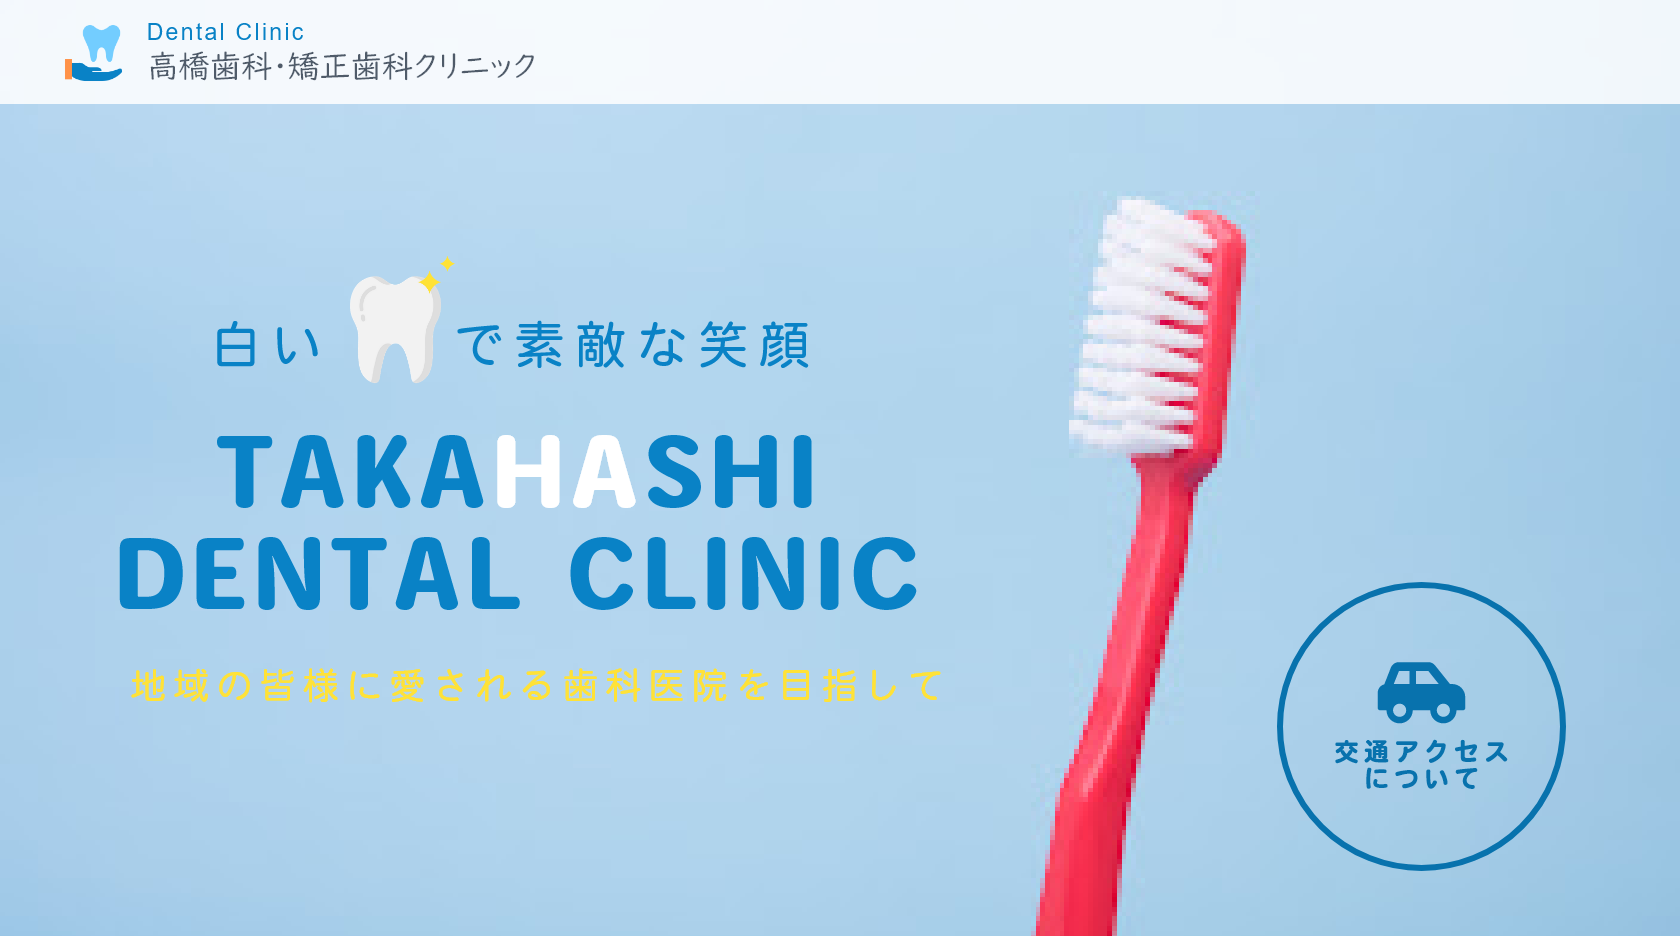 Dental Clinic
高橋歯科・矯正歯科クリニック
白い で素敵な笑顔
TAKAHASHI
DENTAL CLINIC
地域の皆様に愛される歯科医院を目指して
交通アクセス
について